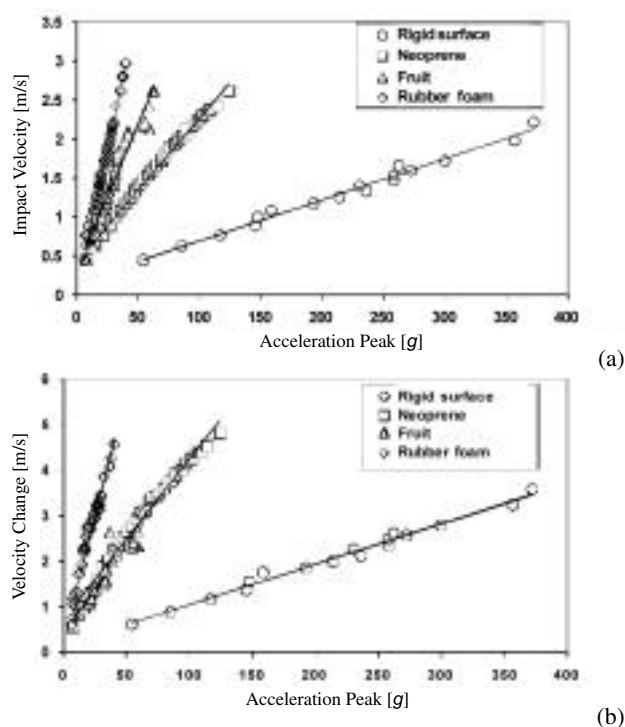 3.5
3
2.5
2
1.5
1
0.5
0
Impact Velocity [m/s]
Rigid surface
Neoprene
Fruit
Rubber foam
0 50 100 150 200 250 300 350 400
Acceleration Peak [g]
(a)
6
5
4
3
2
1
0
Velocity Change [m/s]
Rigid surface
Neoprene
Fruit
Rubber foam
0 50 100 150 200 250 300 350 400
Acceleration Peak [g]
(b)